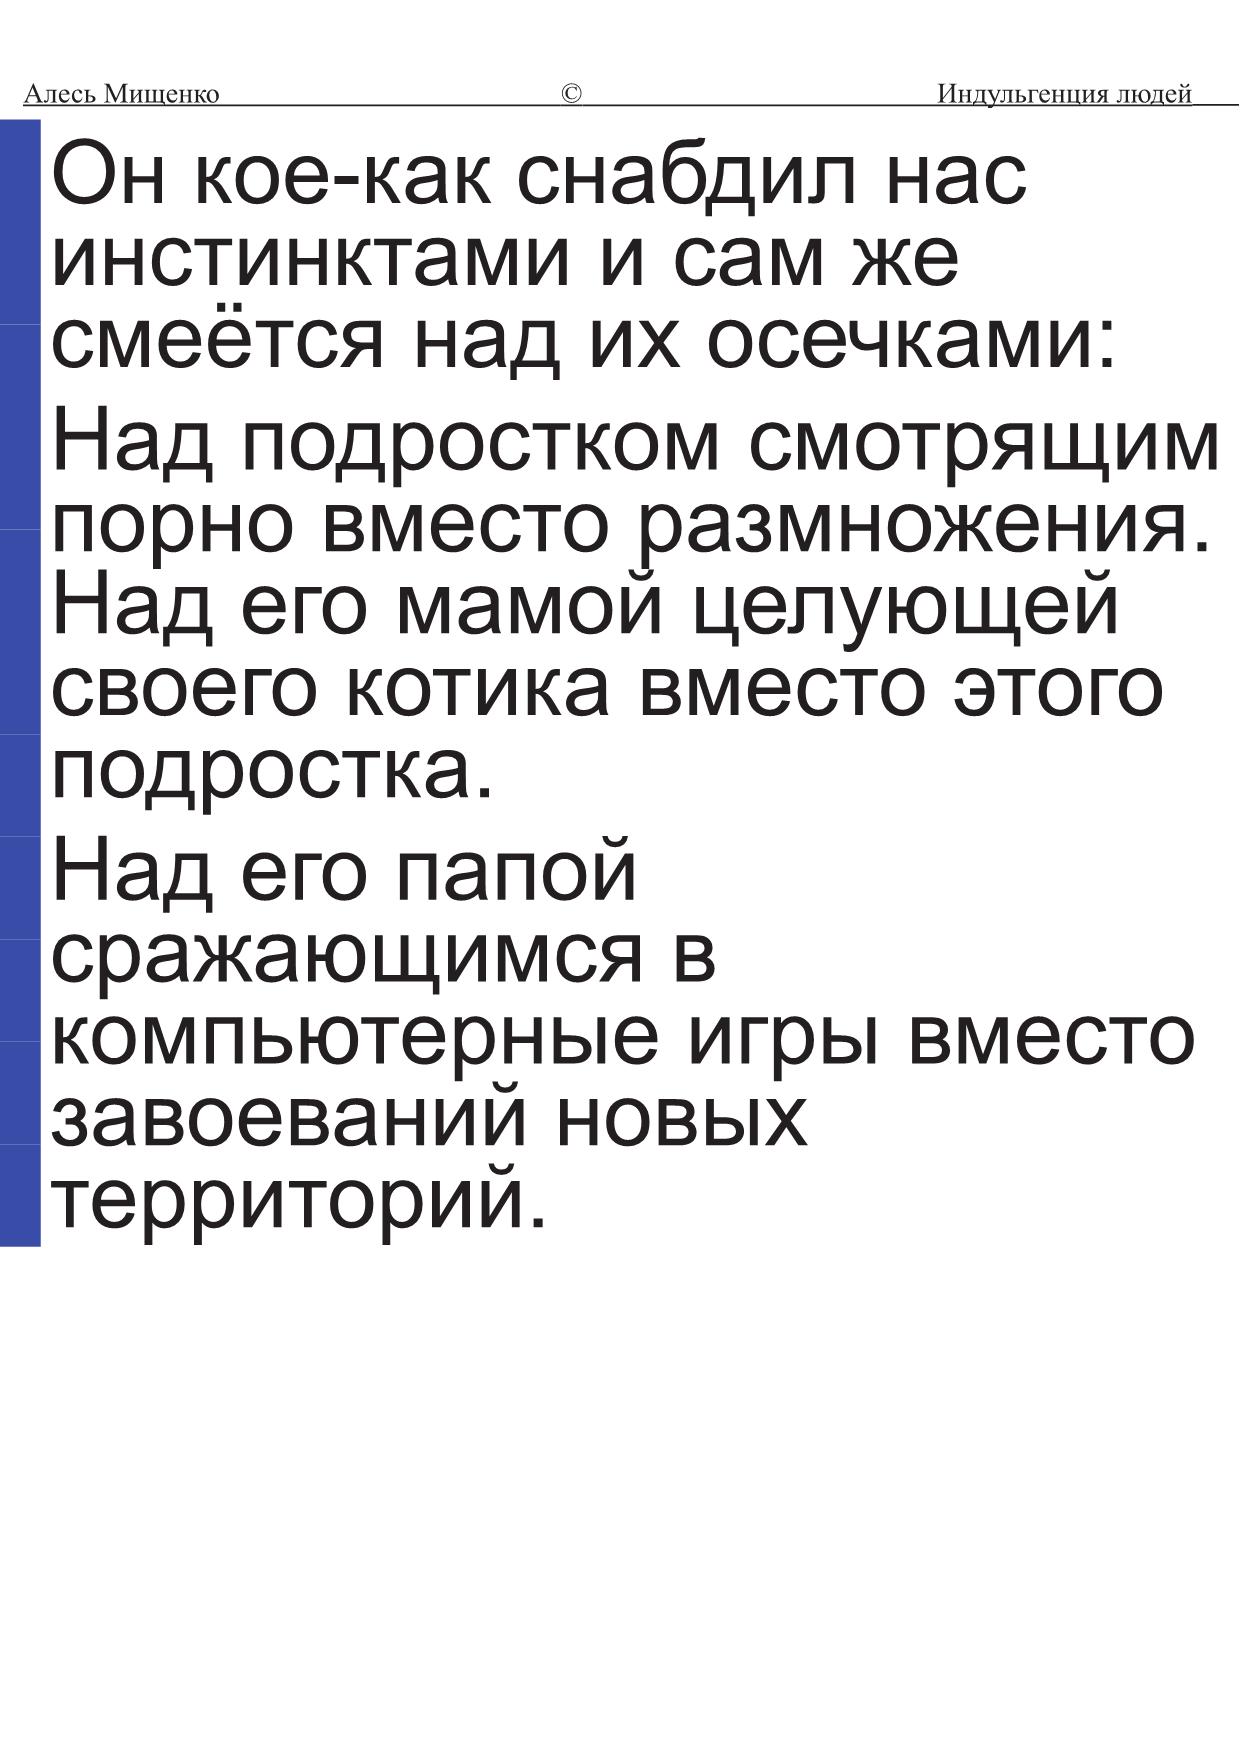 Алесь Мищенко © Индульгенция людей
Он кое-как снабдил нас
инстинктами и сам же
смеётся над их осечками:
Над подростком смотрящим
порно вместо размножения.
Над его мамой целующей
своего котика вместо этого
подростка.
Над его папой
сражающимся в
компьютерные игры вместо
завоеваний новых
территорий.